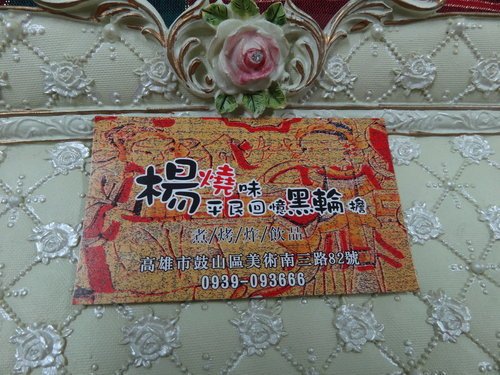 楊燒味
平民回憶黑輪擔
煮/烤/炸/飲品
高雄市鼓山區美術南三路82號
0939-093666